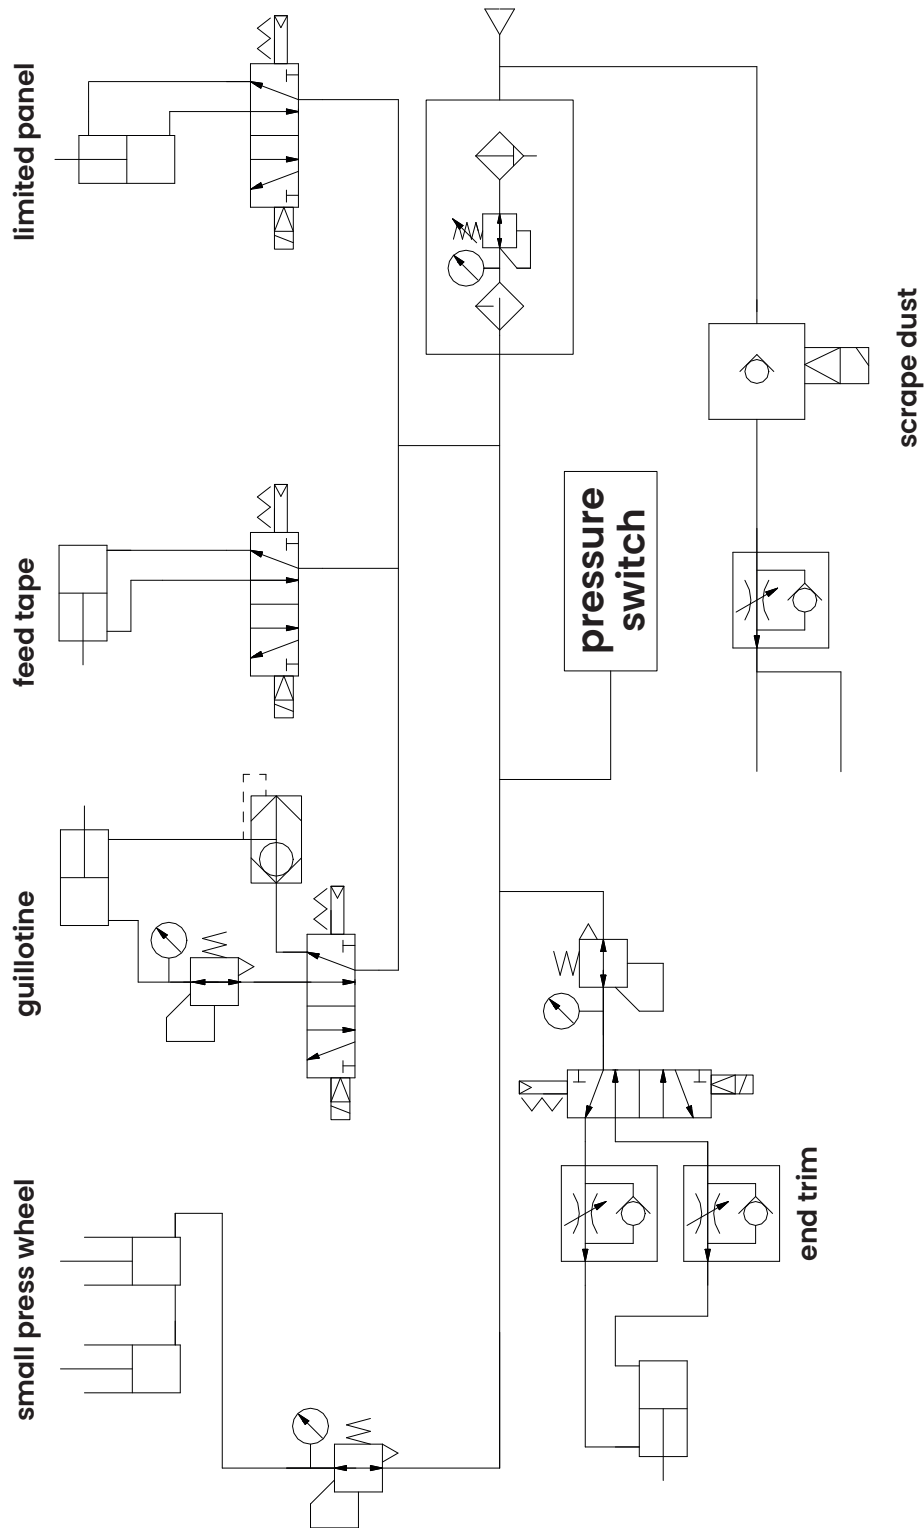 small press wheel
guillotine
feed tape
limited panel
pressure
switch
end trim
scrape dust